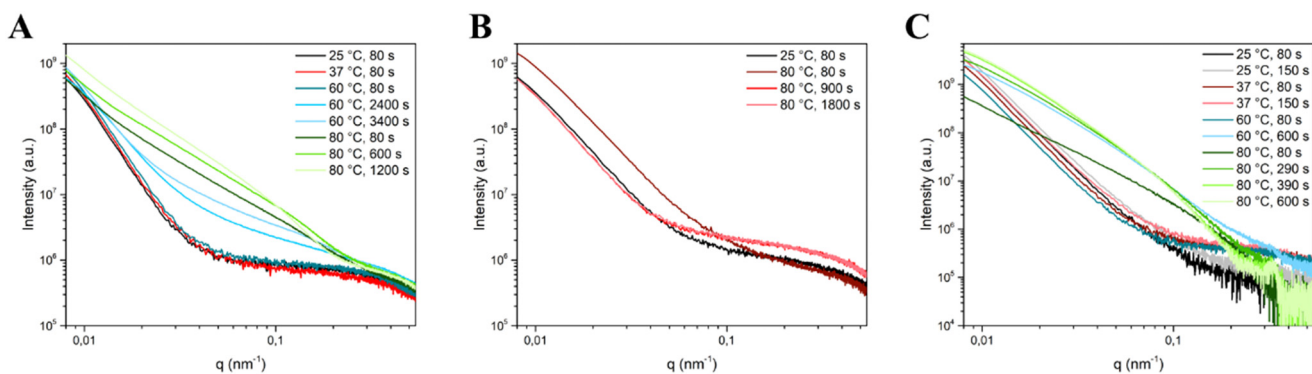 A
Intensity (a.u.)
10⁹
10⁸
10⁷
10⁶
10⁵
0,01
0,1
q (nm⁻¹)
25 °C, 80 s
37 °C, 80 s
60 °C, 80 s
60 °C, 2400 s
60 °C, 3400 s
80 °C, 80 s
80 °C, 600 s
80 °C, 1200 s
B
Intensity (a.u.)
10⁹
10⁸
10⁷
10⁶
10⁵
0,01
0,1
q (nm⁻¹)
25 °C, 80 s
80 °C, 80 s
80 °C, 900 s
80 °C, 1800 s
C
Intensity (a.u.)
10⁹
10⁸
10⁷
10⁶
10⁵
10⁴
0,01
0,1
q (nm⁻¹)
25 °C, 80 s
25 °C, 150 s
37 °C, 80 s
37 °C, 150 s
60 °C, 80 s
60 °C, 600 s
80 °C, 80 s
80 °C, 290 s
80 °C, 390 s
80 °C, 600 s